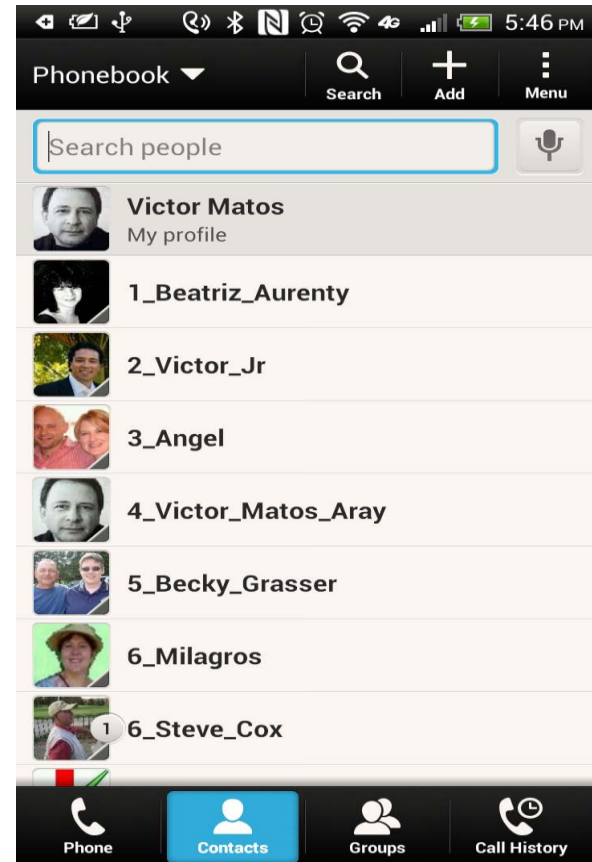 4G 5:46 PM
Phonebook
Search Add Menu
Search people
Victor Matos
My profile
1_Beatriz_Aurenty
2_Victor_Jr
3_Angel
4_Victor_Matos_Aray
5_Becky_Grasser
6_Milagros
1 6_Steve_Cox
Phone Contacts Groups Call History